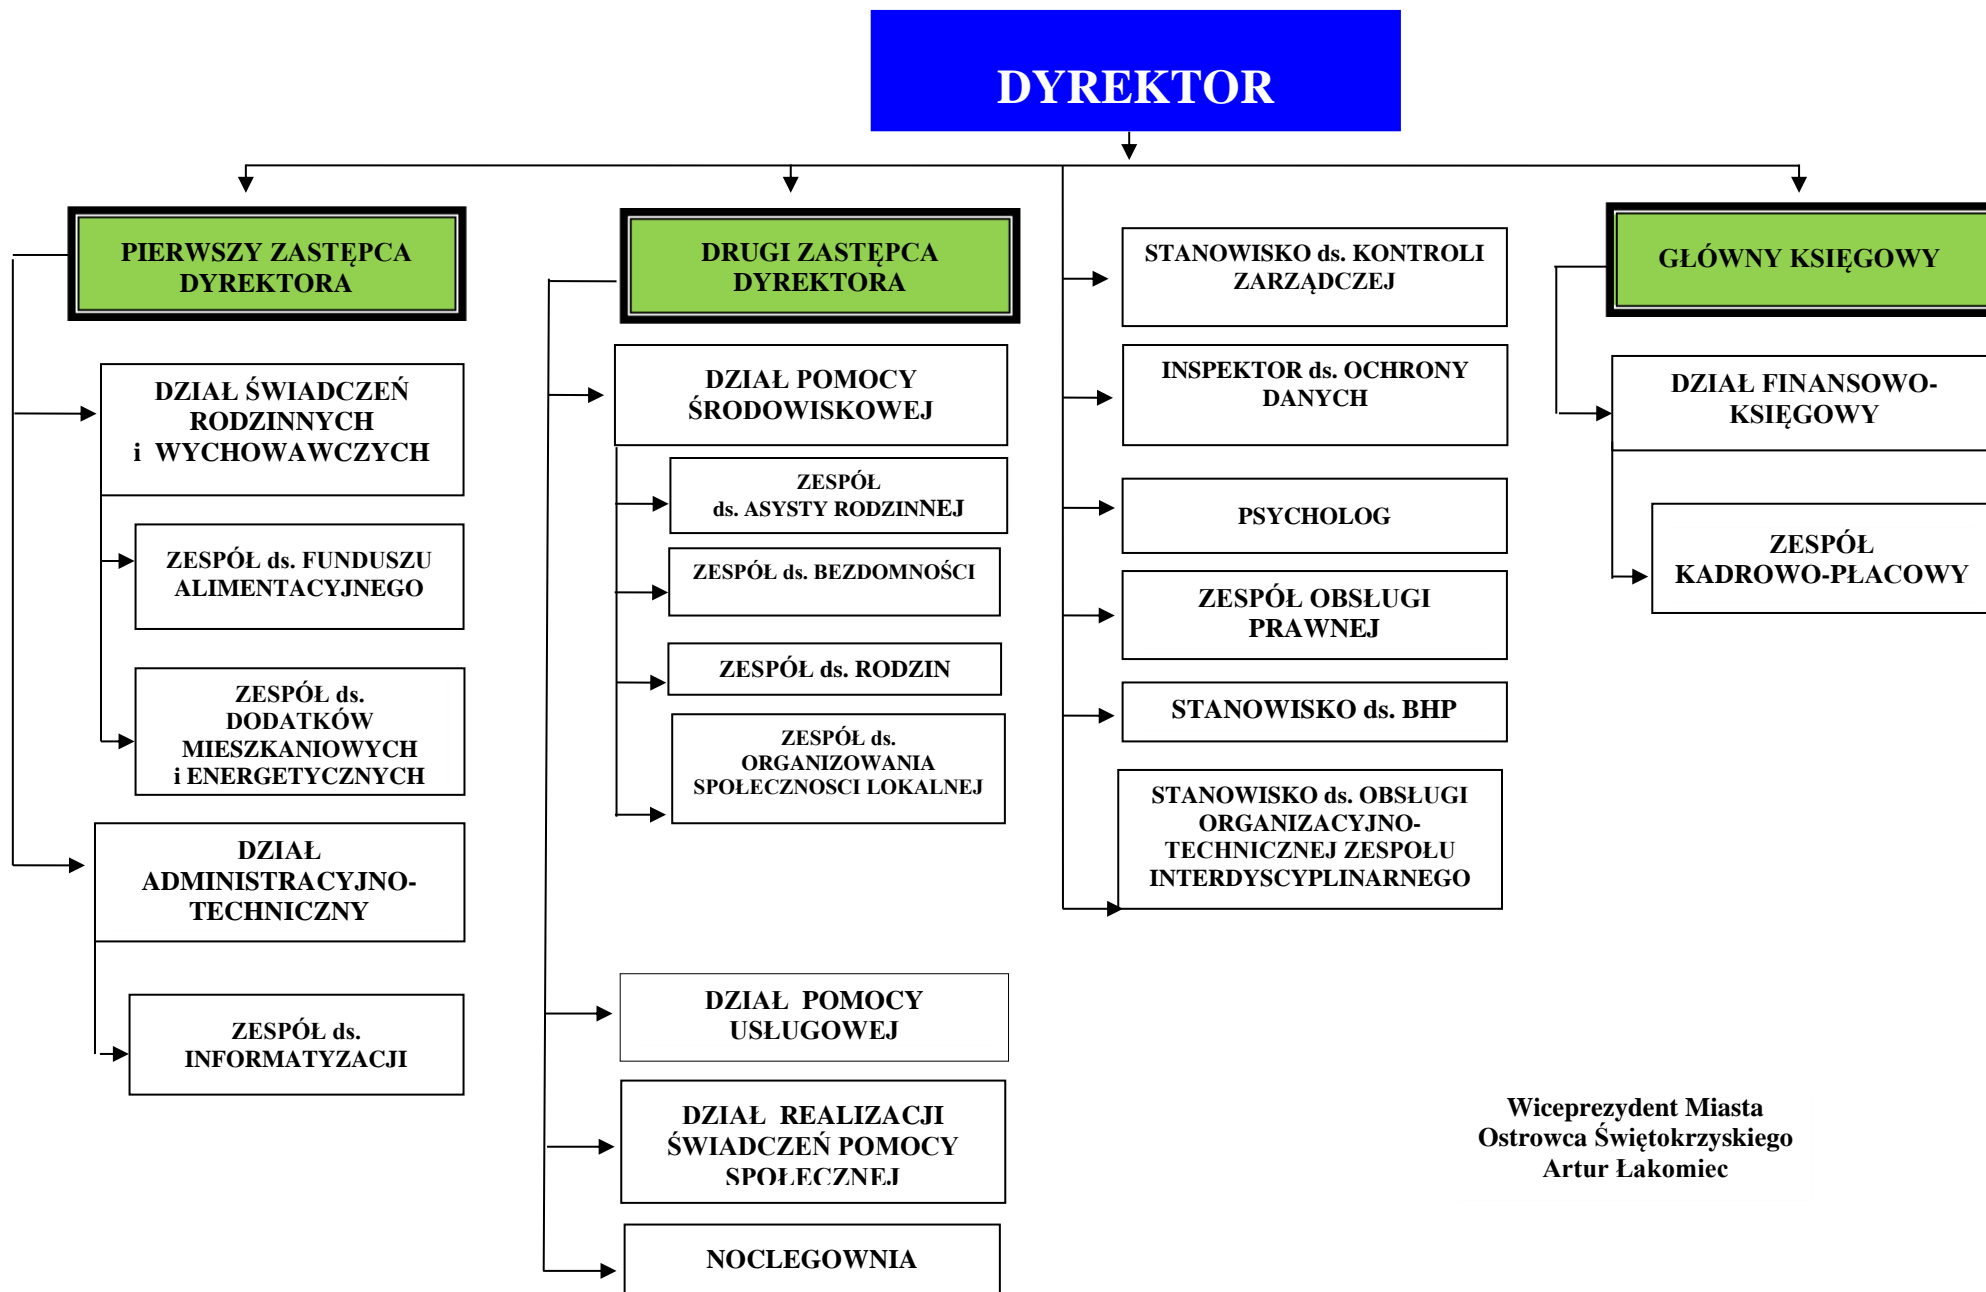 DYREKTOR
PIERWSZY ZASTĘPCA
DYREKTORA
DZIAŁ ŚWIADCZEŃ
RODZINNYCH
i WYCHOWAWCZYCH
ZESPÓŁ ds. FUNDUSZU
ALIMENTACYJNEGO
ZESPÓŁ ds.
DODATKÓW
MIESZKANIOWYCH
i ENERGETYCZNYCH
DZIAŁ
ADMINISTRACYJNO-
TECHNICZNY
ZESPÓŁ ds.
INFORMATYZACJI
DRUGI ZASTĘPCA
DYREKTORA
DZIAŁ POMOCY
ŚRODOWISKOWEJ
ZESPÓŁ
ds. ASYSTY RODZINNEJ
ZESPÓŁ ds. BEZDOMNOŚCI
ZESPÓŁ ds. RODZIN
ZESPÓŁ ds.
ORGANIZOWANIA
SPOŁECZNOSCI LOKALNEJ
DZIAŁ POMOCY
USŁUGOWEJ
DZIAŁ REALIZACJI
ŚWIADCZEŃ POMOCY
SPOŁECZNEJ
NOCLEGOWNIA
STANOWISKO ds. KONTROLI
ZARZĄDCZEJ
INSPEKTOR ds. OCHRONY
DANYCH
PSYCHOLOG
ZESPÓŁ OBSŁUGI
PRAWNEJ
STANOWISKO ds. BHP
STANOWISKO ds. OBSŁUGI
ORGANIZACYJNO-
TECHNICZNEJ ZESPOŁU
INTERDYSCYPLINARNEGO
GŁÓWNY KSIĘGOWY
DZIAŁ FINANSOWO-
KSIĘGOWY
ZESPÓŁ
KADROWO-PŁACOWY
Wiceprezydent Miasta
Ostrowca Świętokrzyskiego
Artur Łakomiec